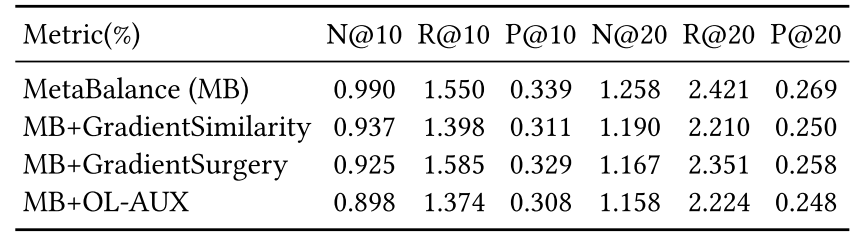 Metric(%) N@10 R@10 P@10 N@20 R@20 P@20
MetaBalance (MB) 0.990 1.550 0.339 1.258 2.421 0.269
MB+GradientSimilarity 0.937 1.398 0.311 1.190 2.210 0.250
MB+GradientSurgery 0.925 1.585 0.329 1.167 2.351 0.258
MB+OL-AUX 0.898 1.374 0.308 1.158 2.224 0.248